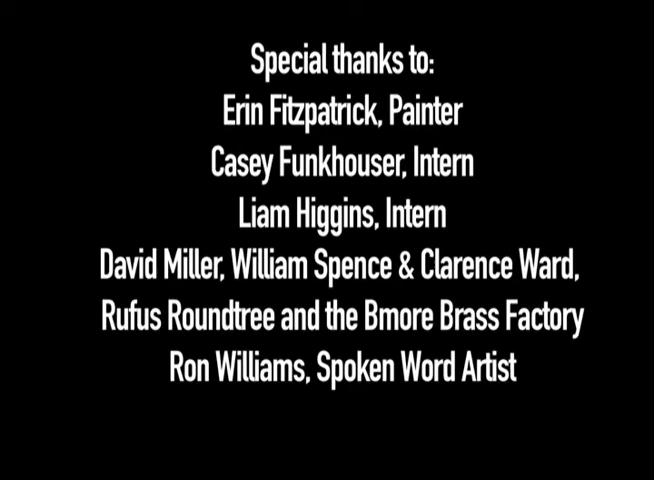 Special thanks to:
Erin Fitzpatrick, Painter
Casey Funkhouser, Intern
Liam Higgins, Intern
David Miller, William Spence & Clarence Ward,
Rufus Roundtree and the Bmore Brass Factory
Ron Williams, Spoken Word Artist